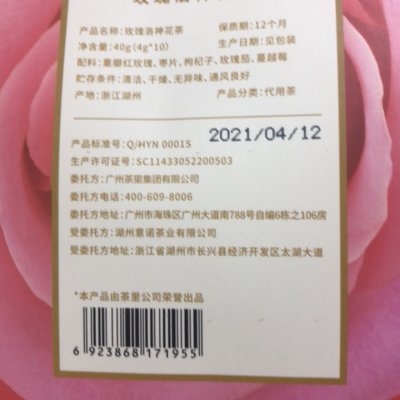 产品名称：玫瑰洛神花茶 保质期：12个月
净含量：40g (4g*10) 生产日期：见包装
配料：重瓣红玫瑰、枣片、枸杞子、玫瑰茄、蔓越莓
贮存条件：清洁、干燥、无异味、通风良好
产地：浙江湖州 产品分类：代用茶
2021/04/12
产品标准号：Q/HYN 0001S
生产许可证号：SC11433052200503
委托方：广州茶里集团有限公司
委托方电话：400-609-8006
委托方地址：广州市海珠区广州大道南788号自编6栋之106房
受委托方：湖州意诺茶业有限公司
受委托方地址：浙江省湖州市长兴县经济开发区太湖大道
*本产品由茶里公司荣誉出品
6 923868 171955